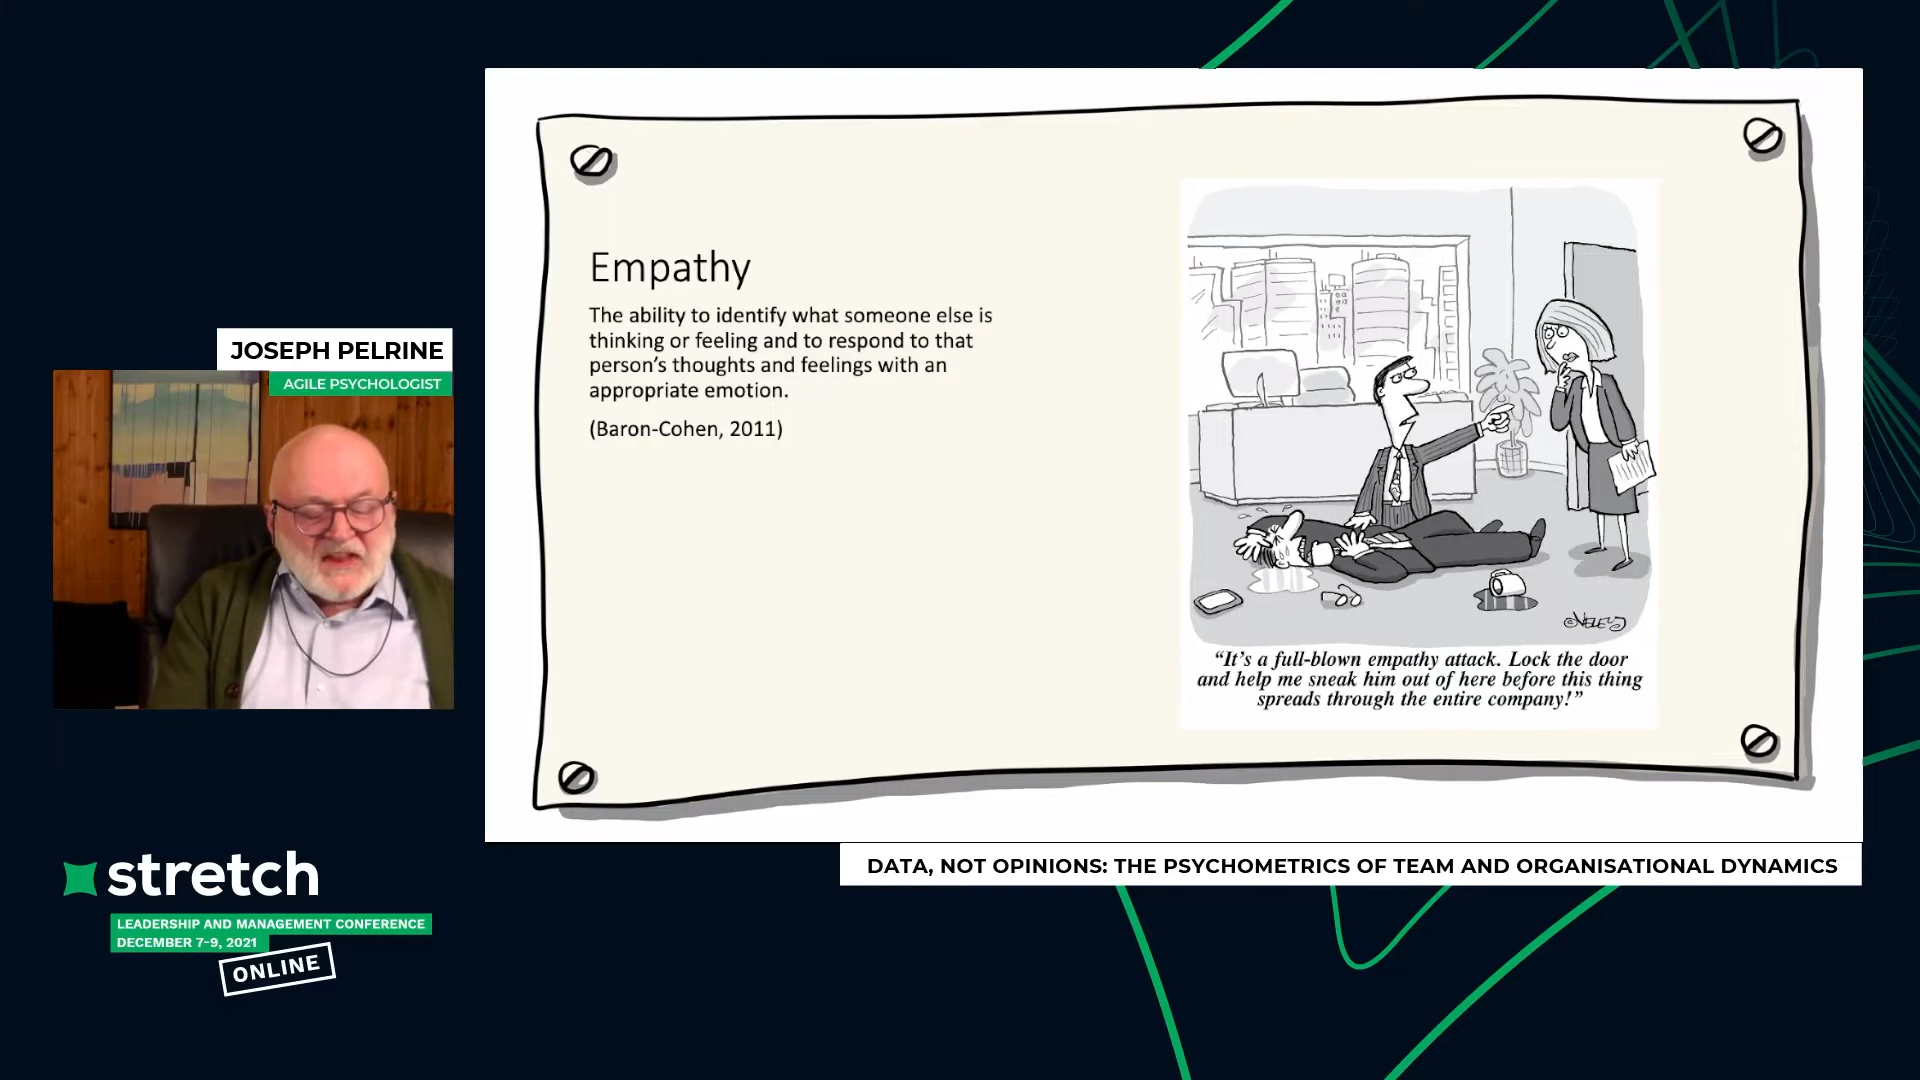 JOSEPH PELRINE
AGILE PSYCHOLOGIST
Empathy
The ability to identify what someone else is
thinking or feeling and to respond to that
person's thoughts and feelings with an
appropriate emotion.
(Baron-Cohen, 2011)
“It's a full-blown empathy attack. Lock the door
and help me sneak him out of here before this thing
spreads through the entire company!”
DATA, NOT OPINIONS: THE PSYCHOMETRICS OF TEAM AND ORGANISATIONAL DYNAMICS
stretch
LEADERSHIP AND MANAGEMENT CONFERENCE
DECEMBER 7-9, 2021
ONLINE